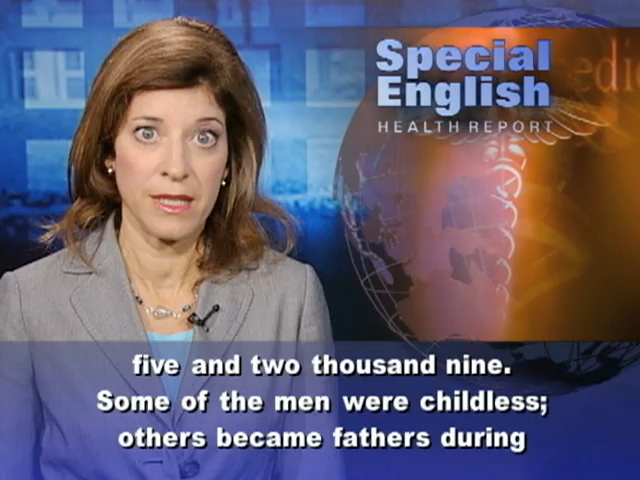 Special
English
HEALTH REPORT
edic
five and two thousand nine.
Some of the men were childless;
others became fathers during